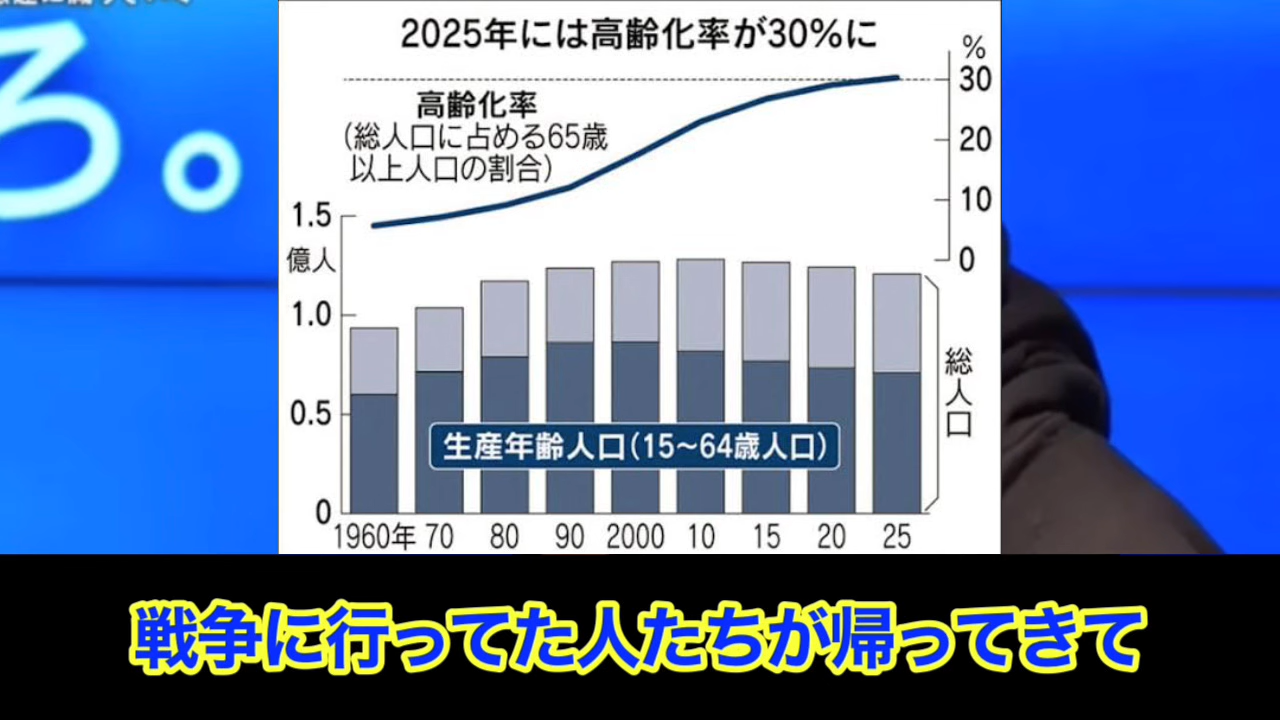 ろ。
2025年には高齢化率が30%に
%
30
20
10
0
高齢化率
(総人口に占める65歳
以上人口の割合)
1.5
億人
1.0
0.5
0
総人口
生産年齢人口(15~64歳人口)
1960年 70 80 90 2000 10 15 20 25
戦争に行ってた人たちが帰ってきて